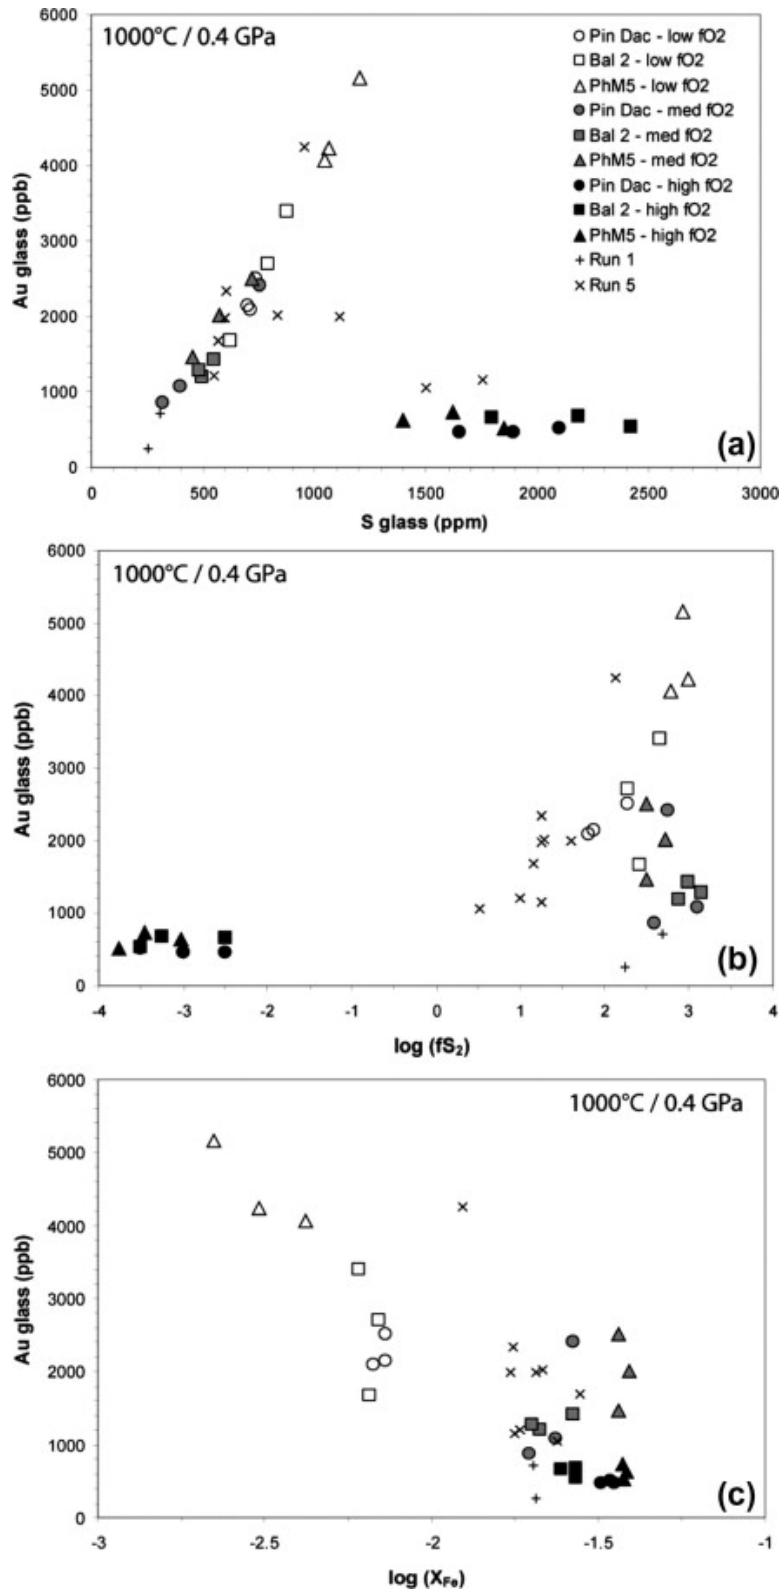 1000°C / 0.4 GPa
6000
5000
4000
3000
2000
1000
0
Au glass (ppb)
Pin Dac - low fO2
Bal 2 - low fO2
PhM5 - low fO2
Pin Dac - med fO2
Bal 2 - med fO2
PhM5 - med fO2
Pin Dac - high fO2
Bal 2 - high fO2
PhM5 - high fO2
Run 1
Run 5
(a)
0 500 1000 1500 2000 2500 3000
S glass (ppm)
1000°C / 0.4 GPa
6000
5000
4000
3000
2000
1000
0
Au glass (ppb)
(b)
-4 -3 -2 -1 0 1 2 3 4
log (fS₂)
1000°C / 0.4 GPa
6000
5000
4000
3000
2000
1000
0
Au glass (ppb)
(c)
-3 -2.5 -2 -1.5 -1
log (X_Fe)